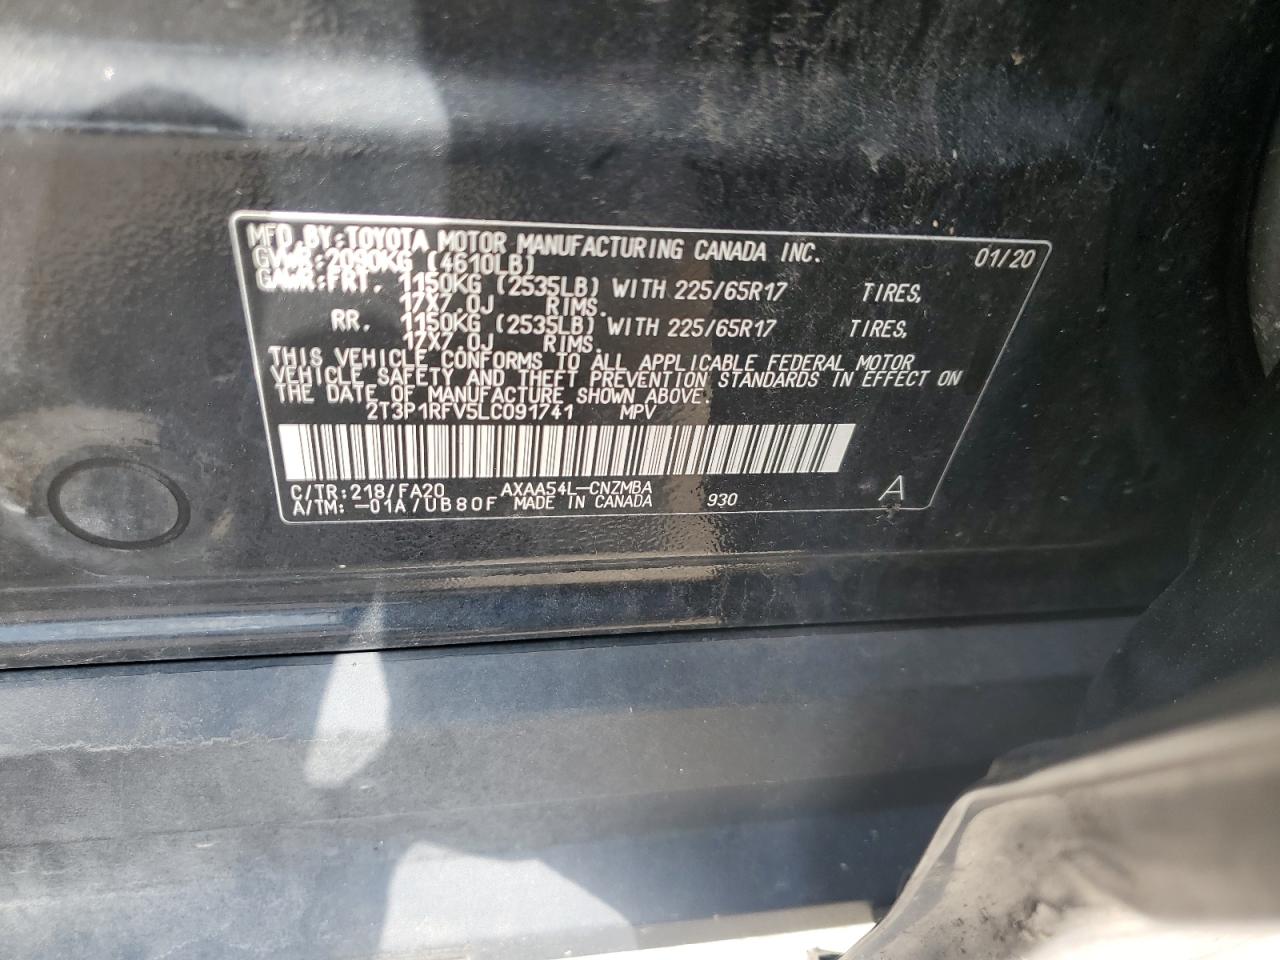 MFD. BY: TOYOTA MOTOR MANUFACTURING CANADA INC. 01/20
GVWR: 2090KG (4610LB)
GAWR: FRT. 1150KG (2535LB) WITH 225/65R17 TIRES,
17X7.0J RIMS.
RR. 1150KG (2535LB) WITH 225/65R17 TIRES,
17X7.0J RIMS.
THIS VEHICLE CONFORMS TO ALL APPLICABLE FEDERAL MOTOR
VEHICLE SAFETY AND THEFT PREVENTION STANDARDS IN EFFECT ON
THE DATE OF MANUFACTURE SHOWN ABOVE.
2T3P1RFV5LC091741 MPV
C/TR: 218/FA20 AXAA54L-CNZMBA
A/TM: -01A/UB80F MADE IN CANADA 930 A